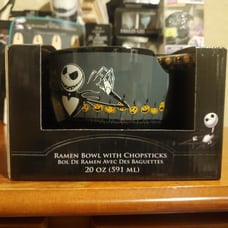 RAMEN BOWL WITH CHOPSTICKS
BOL DE RAMEN AVEC DES BAGUETTES
20 OZ (591 ML)